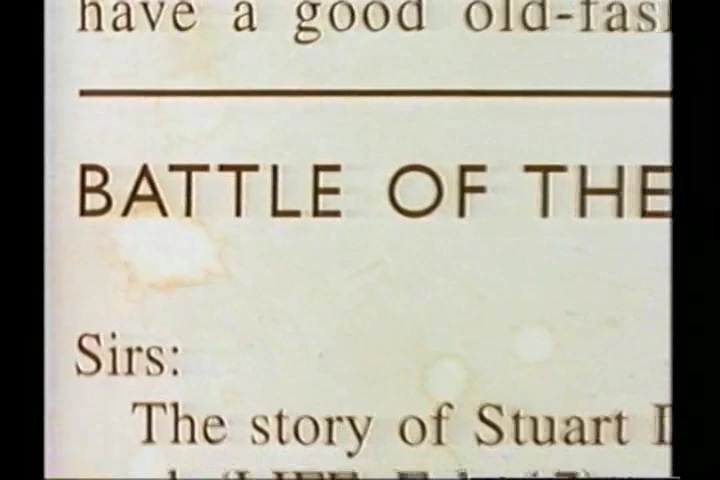 have a good old-fas
BATTLE OF THE
Sirs:
The story of Stuart